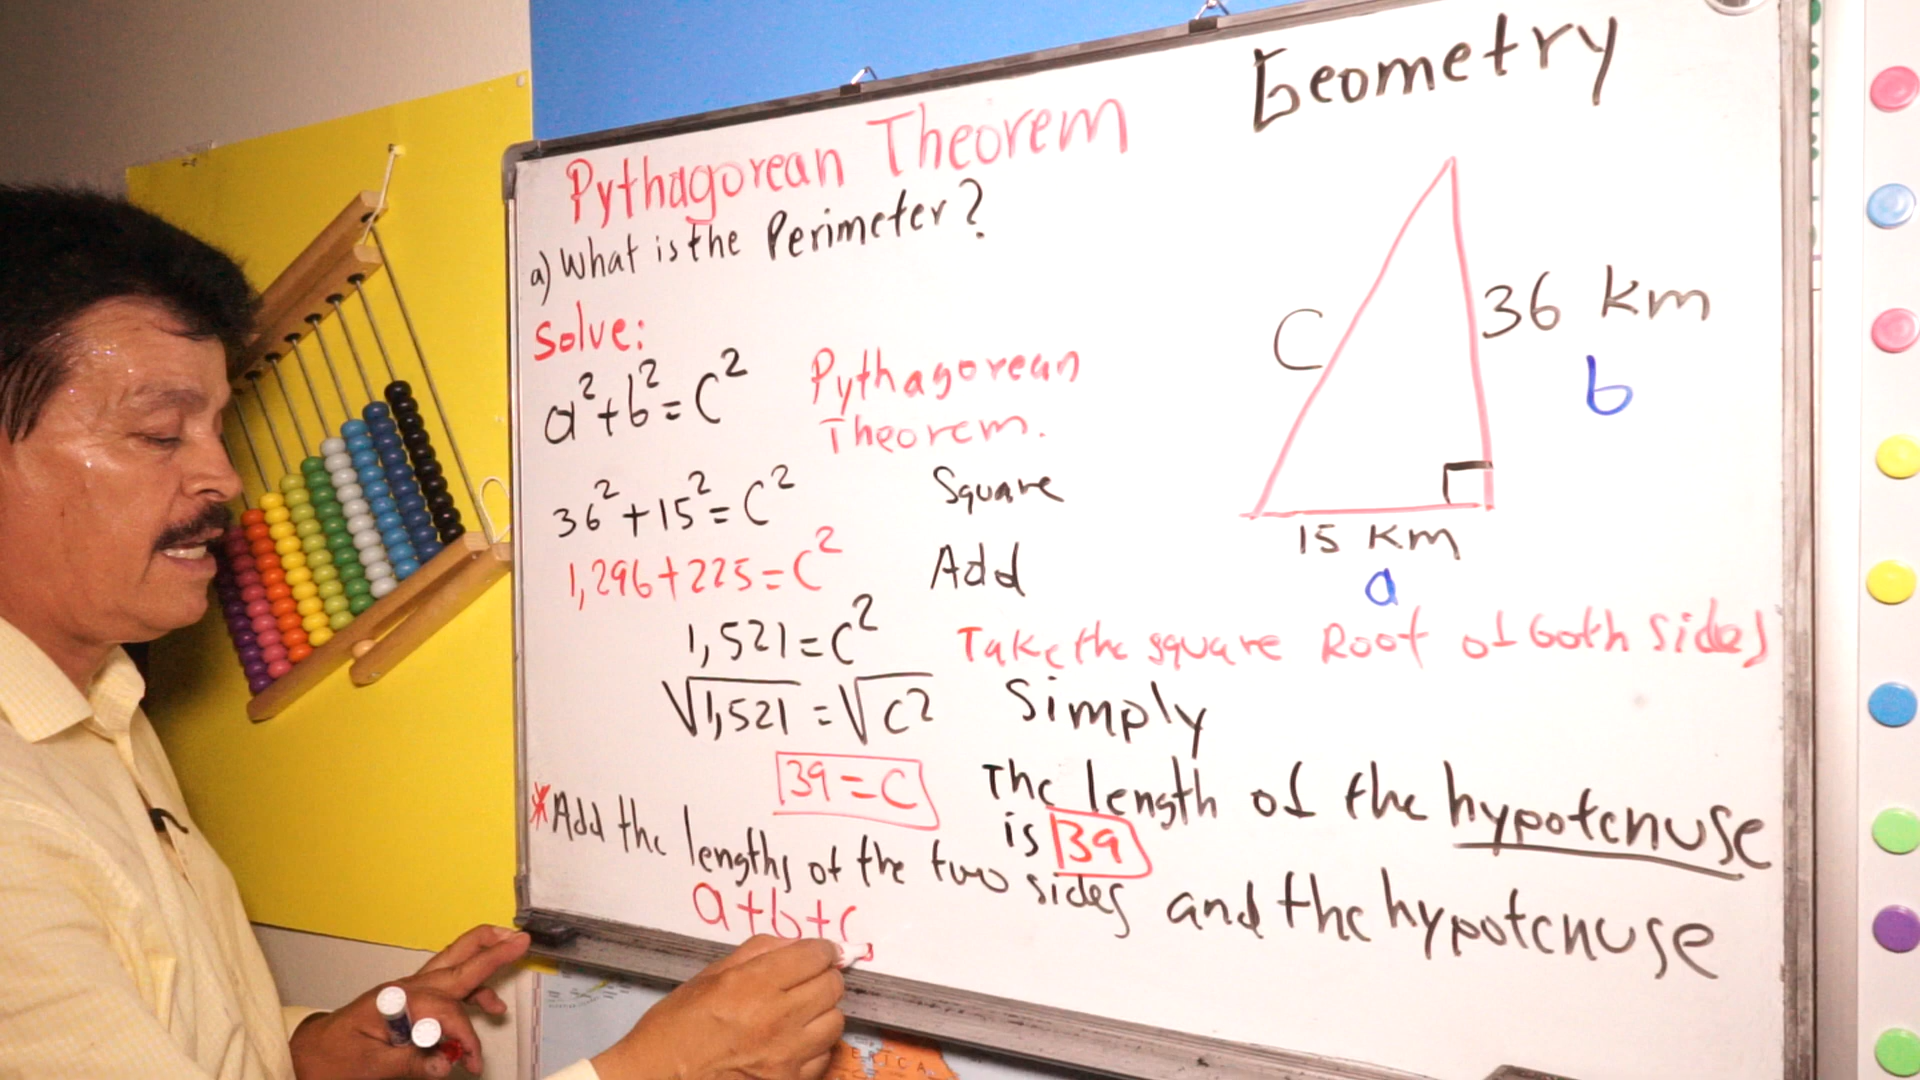 Geometry
Pythagorean Theorem
a) What is the Perimeter?
Solve:
a²+b²=C² Pythagorean
Theorem.
36²+15²=C² Square
1,296+225=C² Add
1,521=C² Take the square Root of both sides
√1,521=√C² Simply
39=C The length of the hypotenuse
is 39
*Add the lengths of the two sides and the hypotenuse
a+b+c
C
36 km
b
15 Km
a
ERICA